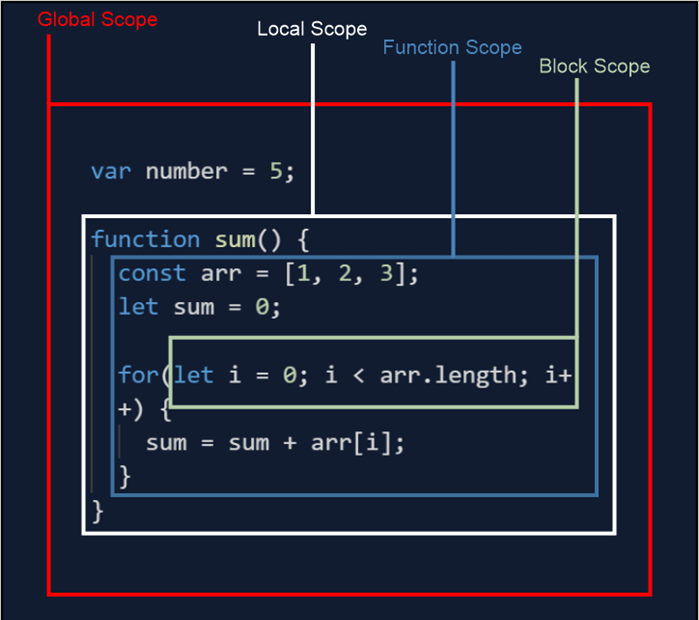 Global Scope
Local Scope
Function Scope
Block Scope
var number = 5;
function sum() {
const arr = [1, 2, 3];
let sum = 0;
for(let i = 0; i < arr.length; i+
+) {
sum = sum + arr[i];
}
}